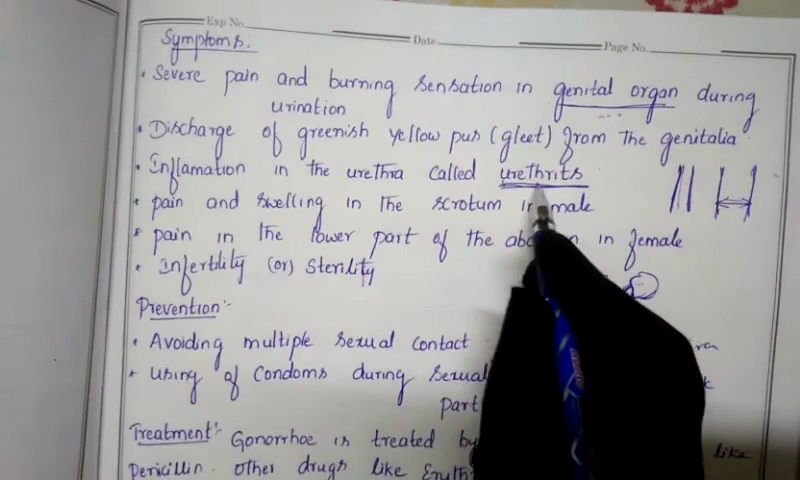 Exp No.
Date
Page No.
Symptoms.
• Severe pain and burning sensation in genital organ during
urination
• Discharge of greenish yellow pus (gleet) from the genitalia
• Inflamation in the urethra called urethrits
• pain and swelling in the scrotum in male
* pain in the lower part of the in female
• Infertility (or) Sterility
Prevention:-
• Avoiding multiple sexual contact
* using of condoms during sexual
part
Treatment:- Gonorrhoe is treated by like
Penicillin. other drugs like